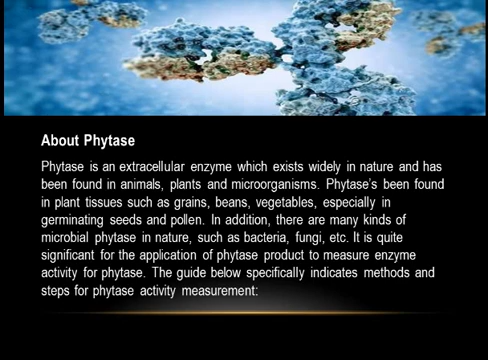 About Phytase
Phytase is an extracellular enzyme which exists widely in nature and has
been found in animals, plants and microorganisms. Phytase's been found
in plant tissues such as grains, beans, vegetables, especially in
germinating seeds and pollen. In addition, there are many kinds of
microbial phytase in nature, such as bacteria, fungi, etc. It is quite
significant for the application of phytase product to measure enzyme
activity for phytase. The guide below specifically indicates methods and
steps for phytase activity measurement: